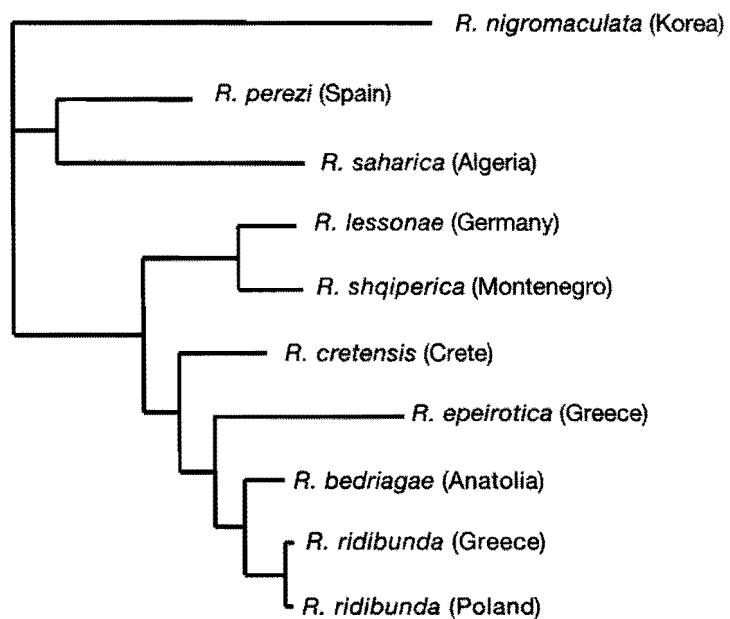 R. nigromaculata (Korea)
R. perezi (Spain)
R. saharica (Algeria)
R. lessonae (Germany)
R. shqiperica (Montenegro)
R. cretensis (Crete)
R. epeirotica (Greece)
R. bedriagae (Anatolia)
R. ridibunda (Greece)
R. ridibunda (Poland)